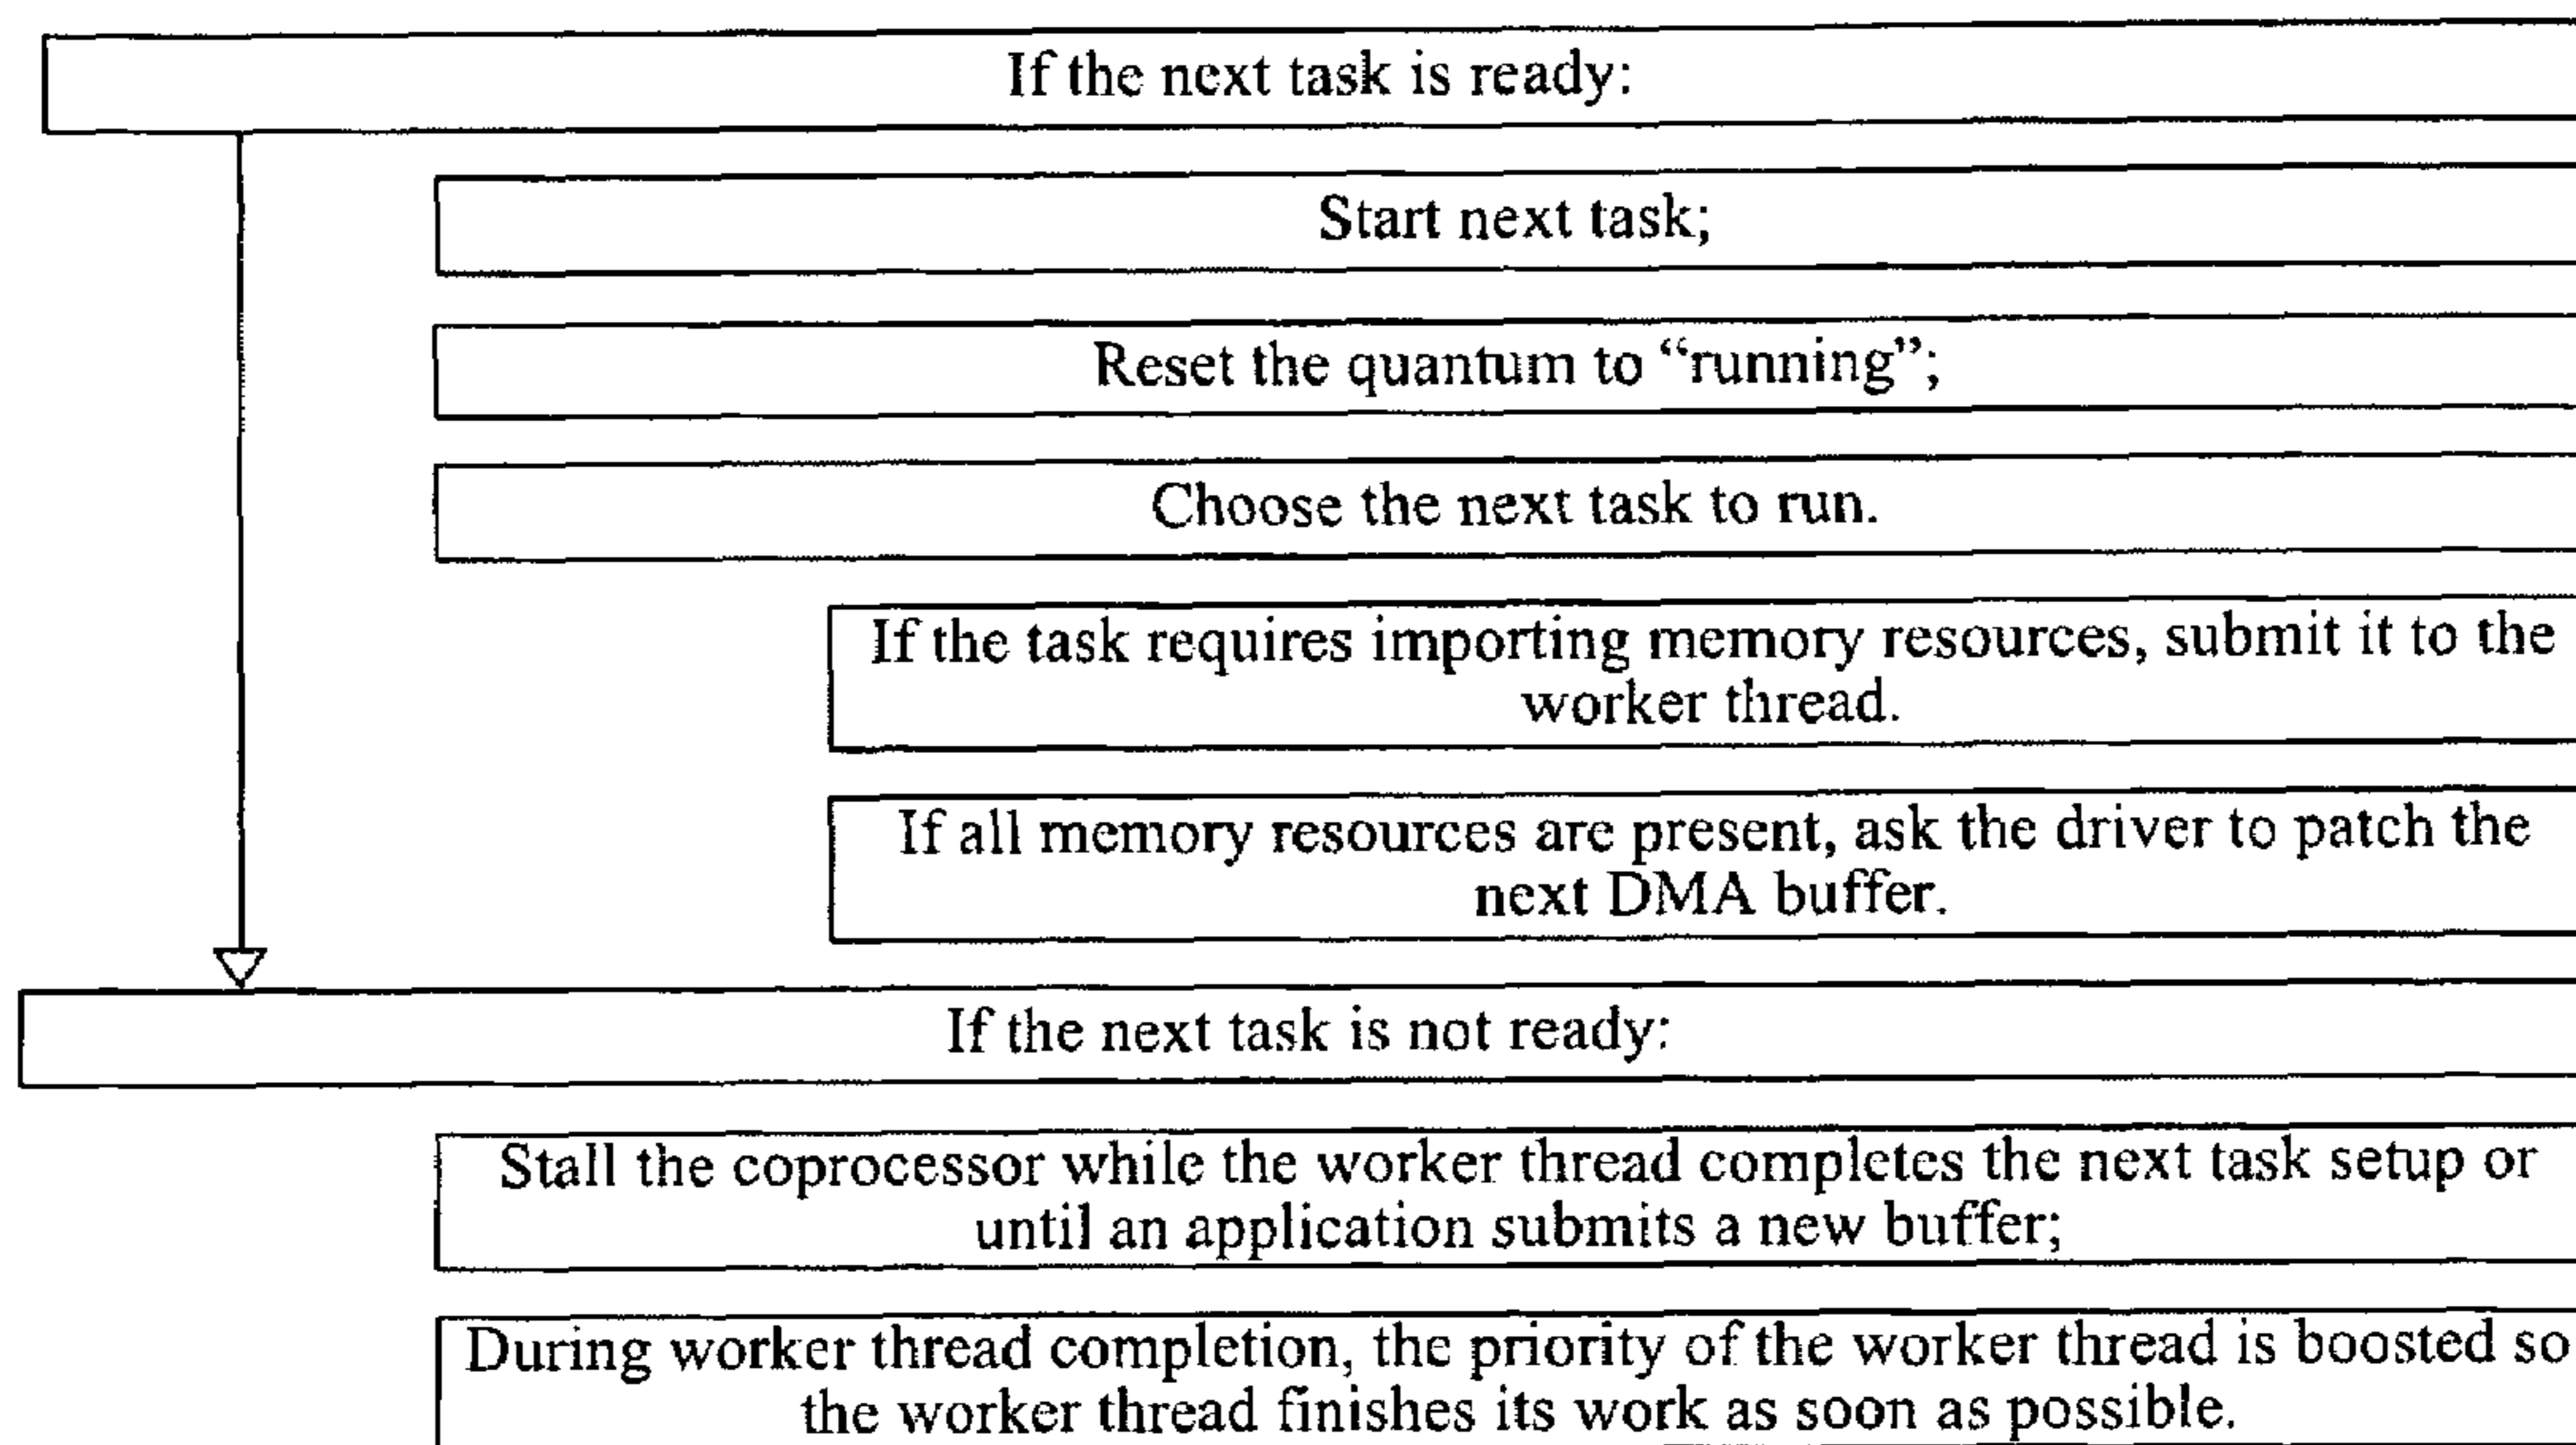 If the next task is ready:
Start next task;
Reset the quantum to “running”;
Choose the next task to run.
If the task requires importing memory resources, submit it to the
worker thread.
If all memory resources are present, ask the driver to patch the
next DMA buffer.
If the next task is not ready:
Stall the coprocessor while the worker thread completes the next task setup or
until an application submits a new buffer;
During worker thread completion, the priority of the worker thread is boosted so
the worker thread finishes its work as soon as possible.